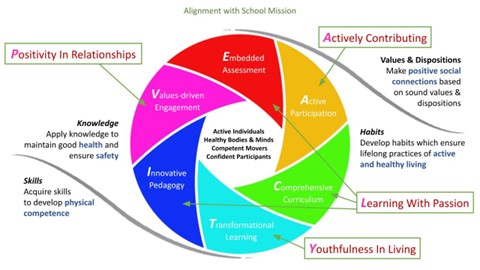 Alignment with School Mission
Positivity In Relationships
Actively Contributing
Embedded
Assessment
Values-driven
Engagement
Active
Participation
Values & Dispositions
Make positive social
connections based
on sound values &
dispositions
Knowledge
Apply knowledge to
maintain good health and
ensure safety
Active Individuals
Healthy Bodies & Minds
Competent Movers
Confident Participants
Habits
Develop habits which ensure
lifelong practices of active
and healthy living
Skills
Acquire skills
to develop physical
competence
Innovative
Pedagogy
Comprehensive
Curriculum
Learning With Passion
Transformational
Learning
Youthfulness In Living